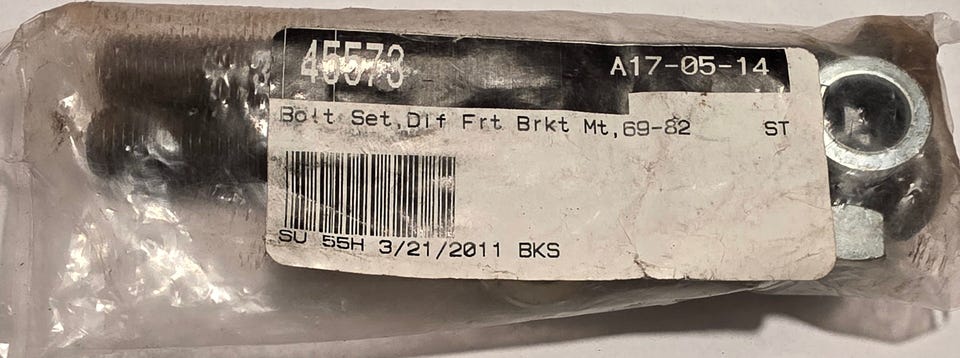 45573 A17-05-14
Bolt Set,Dif Frt Brkt Mt,69-82 ST
SU 55H 3/21/2011 BKS